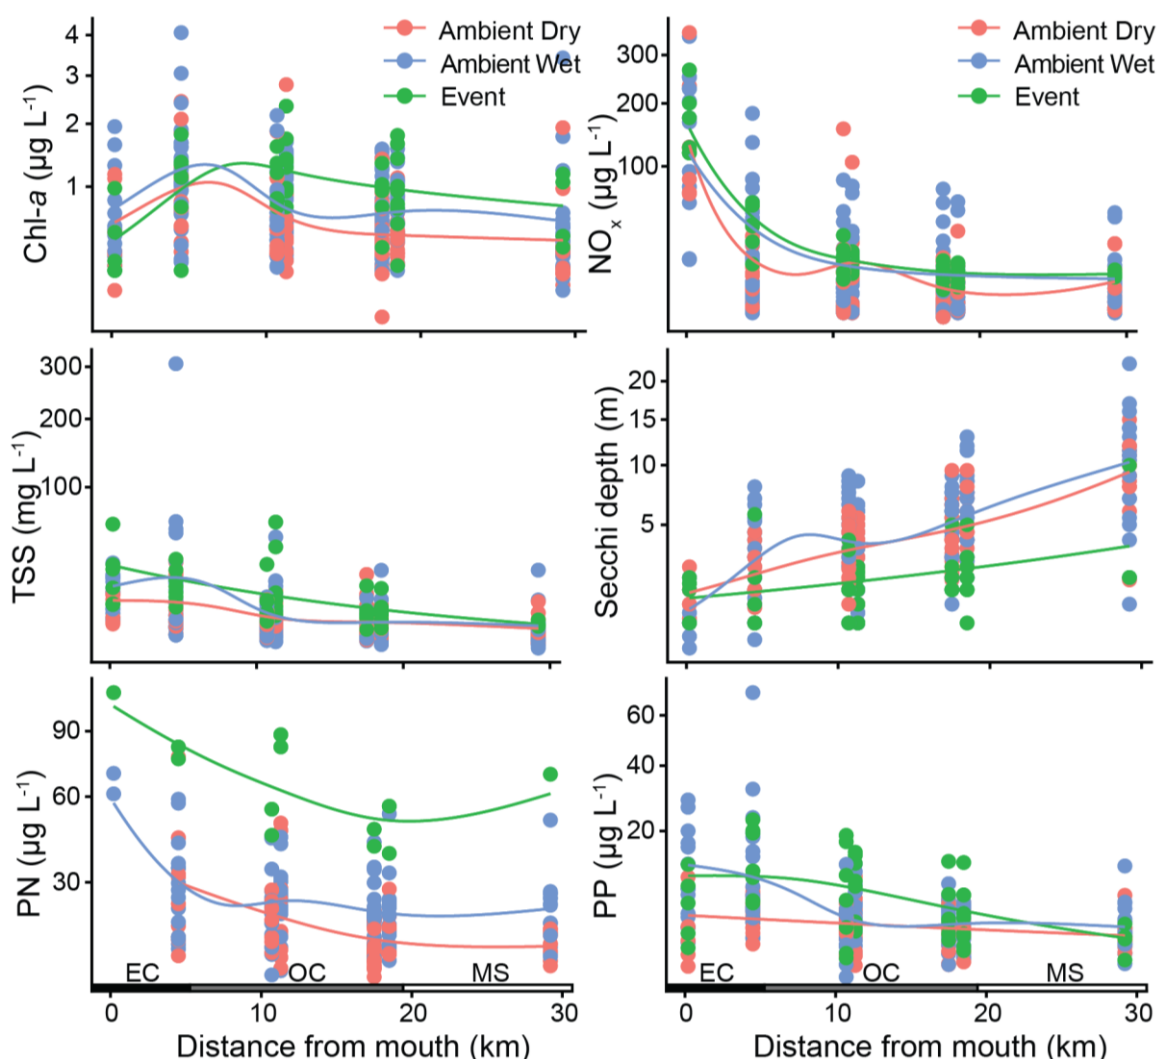 Chl-a (µg L⁻¹)
4
3
2
1
Ambient Dry
Ambient Wet
Event
NOₓ (µg L⁻¹)
300
200
100
Ambient Dry
Ambient Wet
Event
TSS (mg L⁻¹)
300
200
100
Secchi depth (m)
20
15
10
5
PN (µg L⁻¹)
90
60
30
EC OC MS
0 10 20 30
Distance from mouth (km)
PP (µg L⁻¹)
60
40
20
EC OC MS
0 10 20 30
Distance from mouth (km)